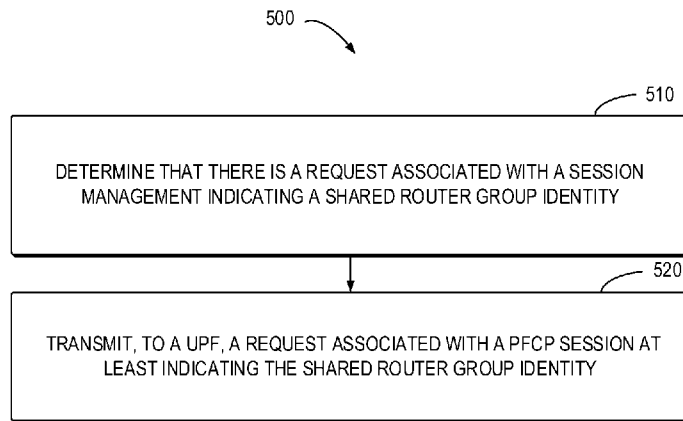 500
510
DETERMINE THAT THERE IS A REQUEST ASSOCIATED WITH A SESSION
MANAGEMENT INDICATING A SHARED ROUTER GROUP IDENTITY
520
TRANSMIT, TO A UPF, A REQUEST ASSOCIATED WITH A PFCP SESSION AT
LEAST INDICATING THE SHARED ROUTER GROUP IDENTITY